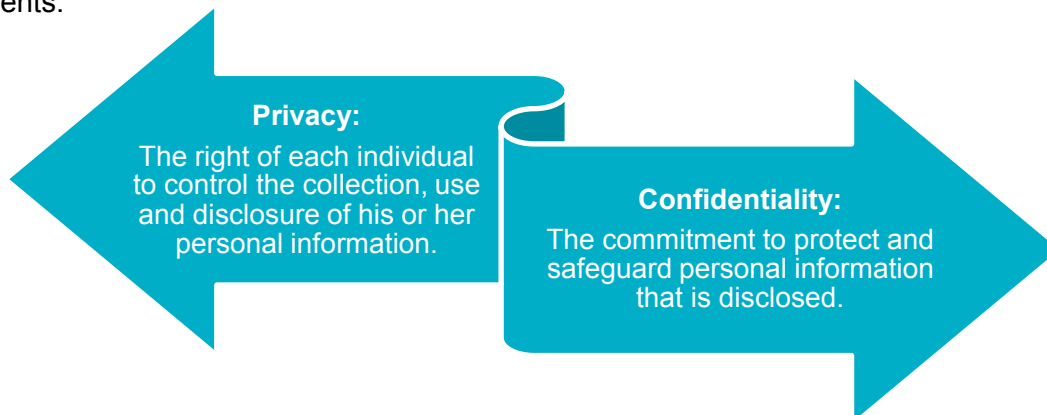 ents.
Privacy:
The right of each individual
to control the collection, use
and disclosure of his or her
personal information.
Confidentiality:
The commitment to protect and
safeguard personal information
that is disclosed.